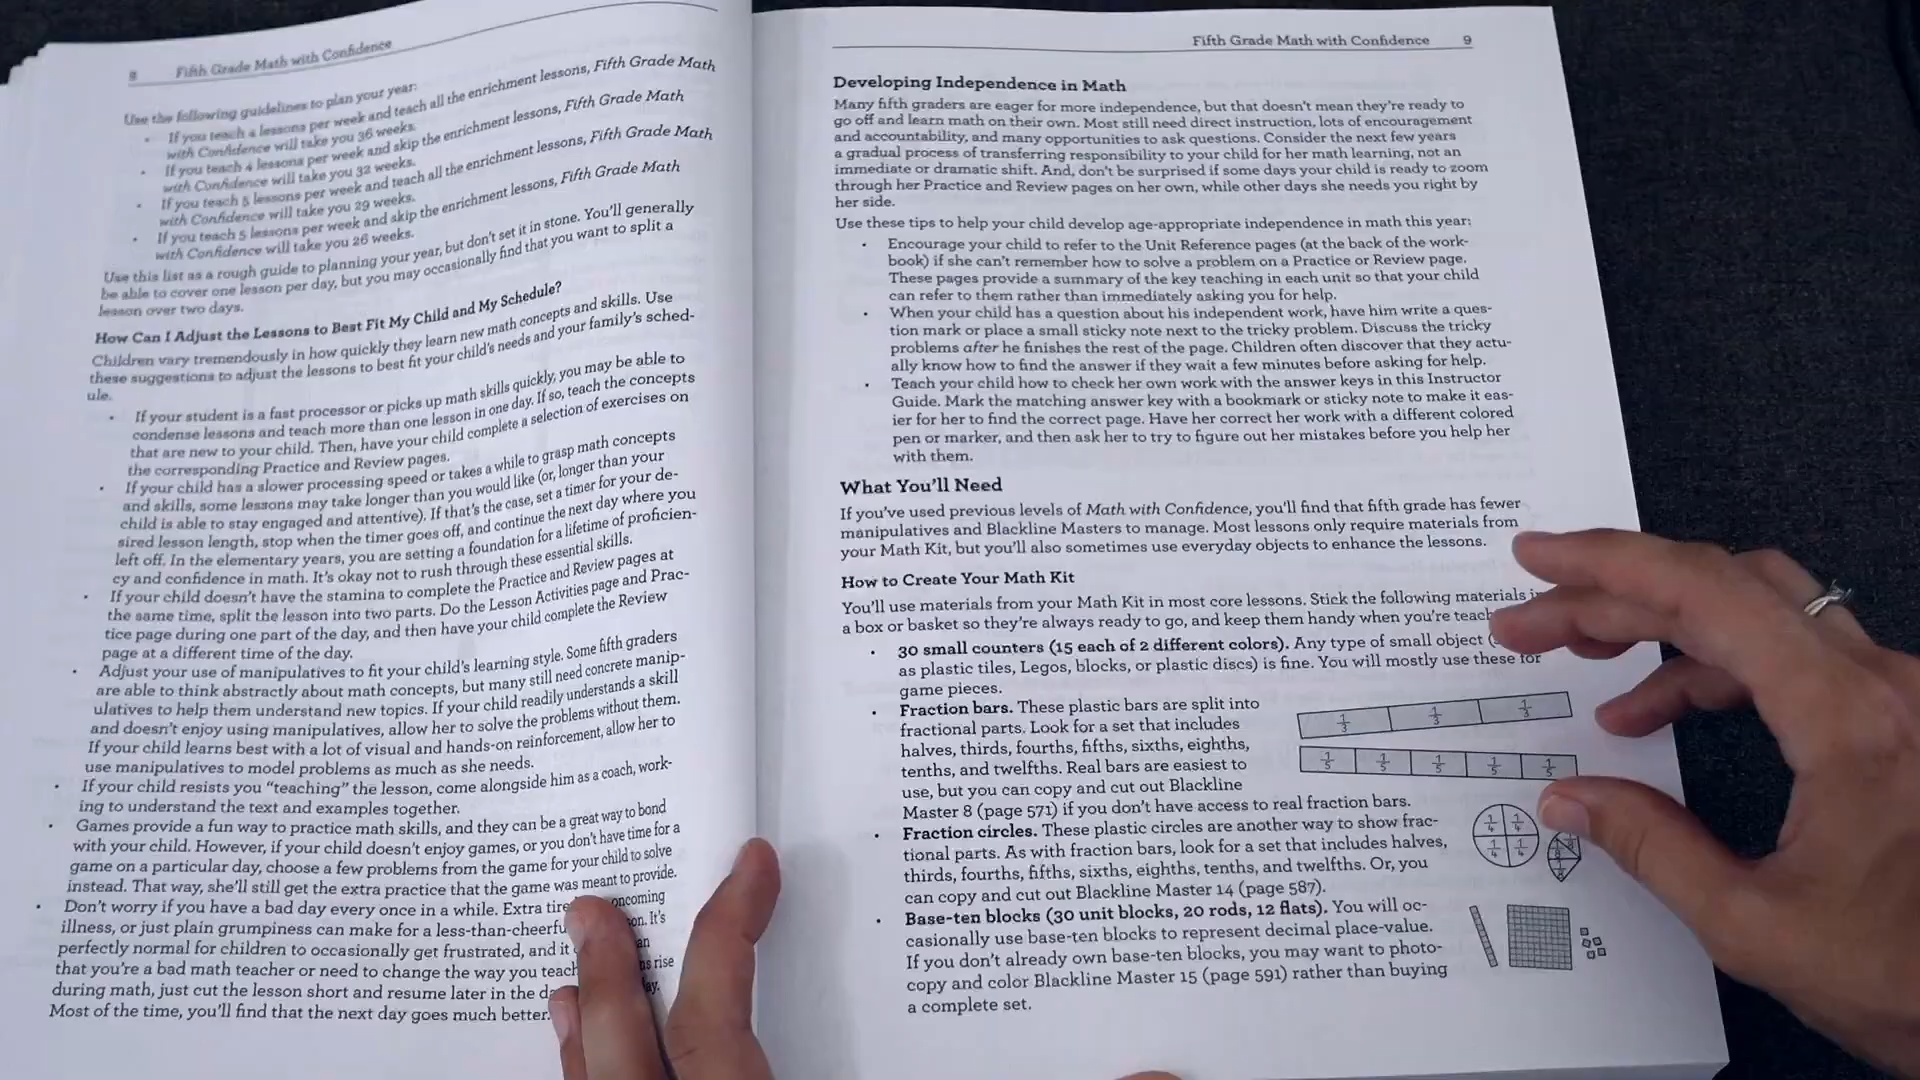 8 Fifth Grade Math with Confidence
Use the following guidelines to plan your year:
• If you teach 4 lessons per week and teach all the enrichment lessons, Fifth Grade Math
with Confidence will take you 36 weeks.
• If you teach 4 lessons per week and skip the enrichment lessons, Fifth Grade Math
with Confidence will take you 32 weeks.
• If you teach 5 lessons per week and teach all the enrichment lessons, Fifth Grade Math
with Confidence will take you 29 weeks.
• If you teach 5 lessons per week and skip the enrichment lessons, Fifth Grade Math
with Confidence will take you 26 weeks.
Use this list as a rough guide to planning your year, but don't set it in stone. You'll generally
be able to cover one lesson per day, but you may occasionally find that you want to split a
lesson over two days.
How Can I Adjust the Lessons to Best Fit My Child and My Schedule?
Children vary tremendously in how quickly they learn new math concepts and skills. Use
these suggestions to adjust the lessons to best fit your child's needs and your family's sched-
ule.
• If your student is a fast processor or picks up math skills quickly, you may be able to
condense lessons and teach more than one lesson in one day. If so, teach the concepts
that are new to your child. Then, have your child complete a selection of exercises on
the corresponding Practice and Review pages.
• If your child has a slower processing speed or takes a while to grasp math concepts
and skills, some lessons may take longer than you would like (or, longer than your
child is able to stay engaged and attentive). If that's the case, set a timer for your de-
sired lesson length, stop when the timer goes off, and continue the next day where you
left off. In the elementary years, you are setting a foundation for a lifetime of proficien-
cy and confidence in math. It's okay not to rush through these essential skills.
• If your child doesn't have the stamina to complete the Practice and Review pages at
the same time, split the lesson into two parts. Do the Lesson Activities page and Prac-
tice page during one part of the day, and then have your child complete the Review
page at a different time of the day.
• Adjust your use of manipulatives to fit your child's learning style. Some fifth graders
are able to think abstractly about math concepts, but many still need concrete manip-
ulatives to help them understand new topics. If your child readily understands a skill
and doesn't enjoy using manipulatives, allow her to solve the problems without them.
If your child learns best with a lot of visual and hands-on reinforcement, allow her to
use manipulatives to model problems as much as she needs.
• If your child resists you "teaching" the lesson, come alongside him as a coach, work-
ing to understand the text and examples together.
• Games provide a fun way to practice math skills, and they can be a great way to bond
with your child. However, if your child doesn't enjoy games, or you don't have time for a
game on a particular day, choose a few problems from the game for your child to solve
instead. That way, she'll still get the extra practice that the game was meant to provide.
• Don't worry if you have a bad day every once in a while. Extra oncoming
illness, or just plain grumpiness can make for a It's
perfectly normal for children to occasionally get frustrated, and it
that you're a bad math teacher or need to change the way you teach rise
during math, just cut the lesson short and resume later in the
Most of the time, you'll find that the next day goes much better.
Fifth Grade Math with Confidence 9
Developing Independence in Math
Many fifth graders are eager for more independence, but that doesn't mean they're ready to
go off and learn math on their own. Most still need direct instruction, lots of encouragement
and accountability, and many opportunities to ask questions. Consider the next few years
a gradual process of transferring responsibility to your child for her math learning, not an
immediate or dramatic shift. And, don't be surprised if some days your child is ready to zoom
through her Practice and Review pages on her own, while other days she needs you right by
her side.
Use these tips to help your child develop age-appropriate independence in math this year:
• Encourage your child to refer to the Unit Reference pages (at the back of the work-
book) if she can't remember how to solve a problem on a Practice or Review page.
These pages provide a summary of the key teaching in each unit so that your child
can refer to them rather than immediately asking you for help.
• When your child has a question about his independent work, have him write a ques-
tion mark or place a small sticky note next to the tricky problem. Discuss the tricky
problems after he finishes the rest of the page. Children often discover that they actu-
ally know how to find the answer if they wait a few minutes before asking for help.
• Teach your child how to check her own work with the answer keys in this Instructor
Guide. Mark the matching answer key with a bookmark or sticky note to make it eas-
ier for her to find the correct page. Have her correct her work with a different colored
pen or marker, and then ask her to try to figure out her mistakes before you help her
with them.
What You'll Need
If you've used previous levels of Math with Confidence, you'll find that fifth grade has fewer
manipulatives and Blackline Masters to manage. Most lessons only require materials from
your Math Kit, but you'll also sometimes use everyday objects to enhance the lessons.
How to Create Your Math Kit
You'll use materials from your Math Kit in most core lessons. Stick the following materials
a box or basket so they're always ready to go, and keep them handy when you're
• 30 small counters (15 each of 2 different colors). Any type of small object
as plastic tiles, Legos, blocks, or plastic discs) is fine. You will mostly use these for
game pieces.
• Fraction bars. These plastic bars are split into
fractional parts. Look for a set that includes
halves, thirds, fourths, fifths, sixths, eighths,
tenths, and twelfths. Real bars are easiest to
use, but you can copy and cut out Blackline
Master 8 (page 571) if you don't have access to real fraction bars.
1/3 1/3 1/3
1/5 1/5 1/5 1/5 1/5
• Fraction circles. These plastic circles are another way to show frac-
tional parts. As with fraction bars, look for a set that includes halves,
thirds, fourths, fifths, sixths, eighths, tenths, and twelfths. Or, you
can copy and cut out Blackline Master 14 (page 587).
1/4 1/4
1/4 1/4
• Base-ten blocks (30 unit blocks, 20 rods, 12 flats). You will oc-
casionally use base-ten blocks to represent decimal place-value.
If you don't already own base-ten blocks, you may want to photo-
copy and color Blackline Master 15 (page 591) rather than buying
a complete set.